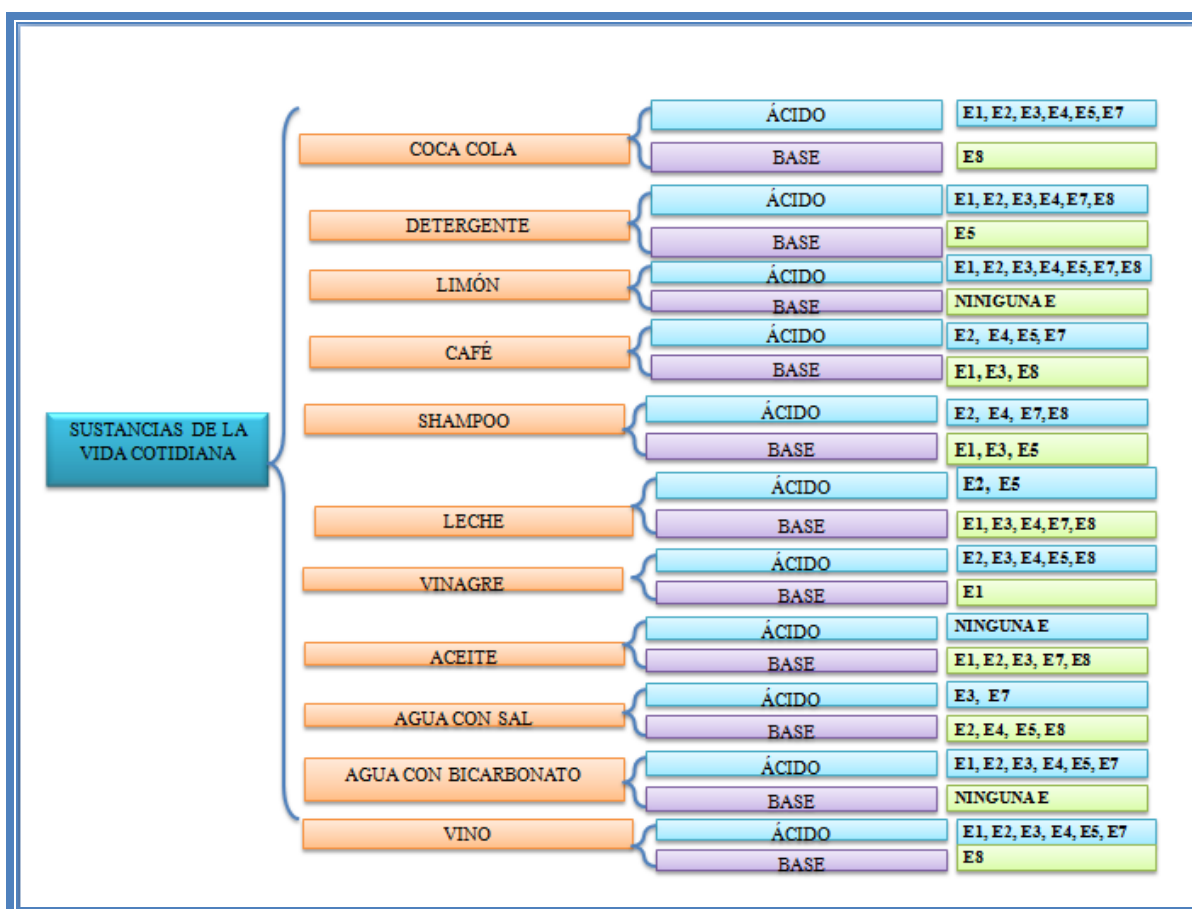 SUSTANCIAS DE LA
VIDA COTIDIANA
COCA COLA
ÁCIDO
E1, E2, E3,E4,E5,E7
BASE
E8
DETERGENTE
ÁCIDO
E1, E2, E3,E4,E7,E8
BASE
E5
LIMÓN
ÁCIDO
E1, E2, E3,E4,E5,E7,E8
BASE
NINIGUNA E
CAFÉ
ÁCIDO
E2, E4, E5, E7
BASE
E1, E3, E8
SHAMPOO
ÁCIDO
E2, E4, E7,E8
BASE
E1, E3, E5
LECHE
ÁCIDO
E2, E5
BASE
E1, E3, E4,E7,E8
VINAGRE
ÁCIDO
E2, E3, E4,E5,E8
BASE
E1
ACEITE
ÁCIDO
NINGUNA E
BASE
E1, E2, E3, E7, E8
AGUA CON SAL
ÁCIDO
E3, E7
BASE
E2, E4, E5, E8
AGUA CON BICARBONATO
ÁCIDO
E1, E2, E3, E4, E5, E7
BASE
NINGUNA E
VINO
ÁCIDO
E1, E2, E3, E4, E5, E7
BASE
E8